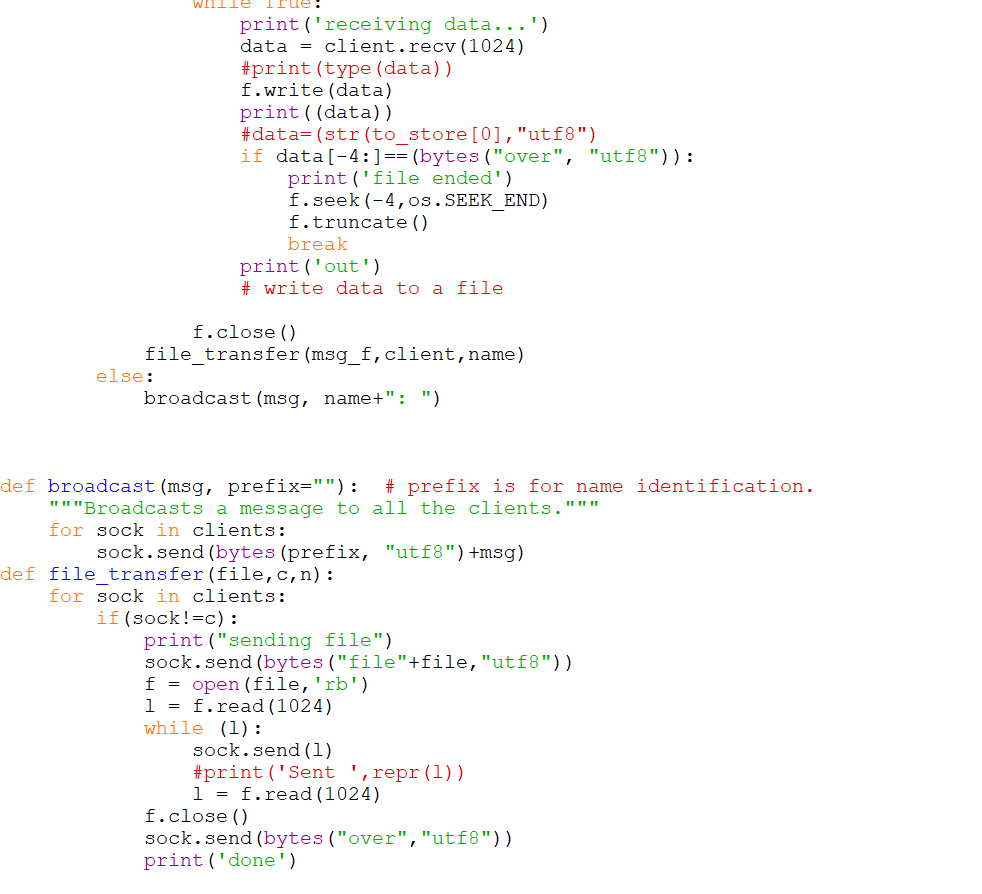 while True:
print('receiving data...')
data = client.recv(1024)
#print(type(data))
f.write(data)
print((data))
#data=(str(to_store[0],"utf8")
if data[-4:]==(bytes("over", "utf8")):
print('file ended')
f.seek(-4,os.SEEK_END)
f.truncate()
break
print('out')
# write data to a file
f.close()
file_transfer(msg_f,client,name)
else:
broadcast(msg, name+": ")
def broadcast(msg, prefix=""):  # prefix is for name identification.
"""Broadcasts a message to all the clients."""
for sock in clients:
sock.send(bytes(prefix, "utf8")+msg)
def file_transfer(file,c,n):
for sock in clients:
if(sock!=c):
print("sending file")
sock.send(bytes("file"+file,"utf8"))
f = open(file,'rb')
l = f.read(1024)
while (l):
sock.send(l)
#print('Sent ',repr(l))
l = f.read(1024)
f.close()
sock.send(bytes("over","utf8"))
print('done')